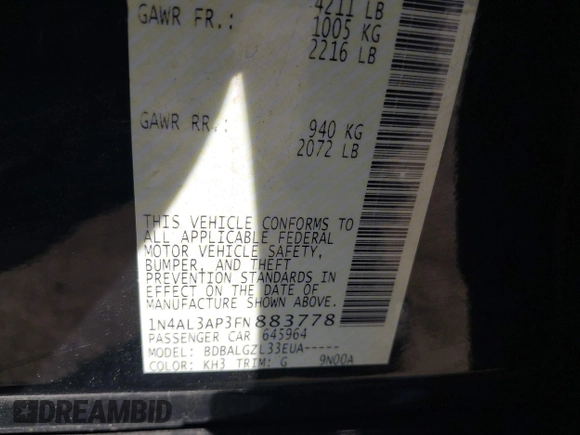 4211 LB
GAWR FR.: 1005 KG
2216 LB
GAWR RR.: 940 KG
2072 LB
THIS VEHICLE CONFORMS TO
ALL APPLICABLE FEDERAL
MOTOR VEHICLE SAFETY,
BUMPER, AND THEFT
PREVENTION STANDARDS IN
EFFECT ON THE DATE OF
MANUFACTURE SHOWN ABOVE.
1N4AL3AP3FN883778
PASSENGER CAR 645964
MODEL: BDBALGZL33EUA-----
COLOR: KH3 TRIM: G 9N00A
DREAMBID